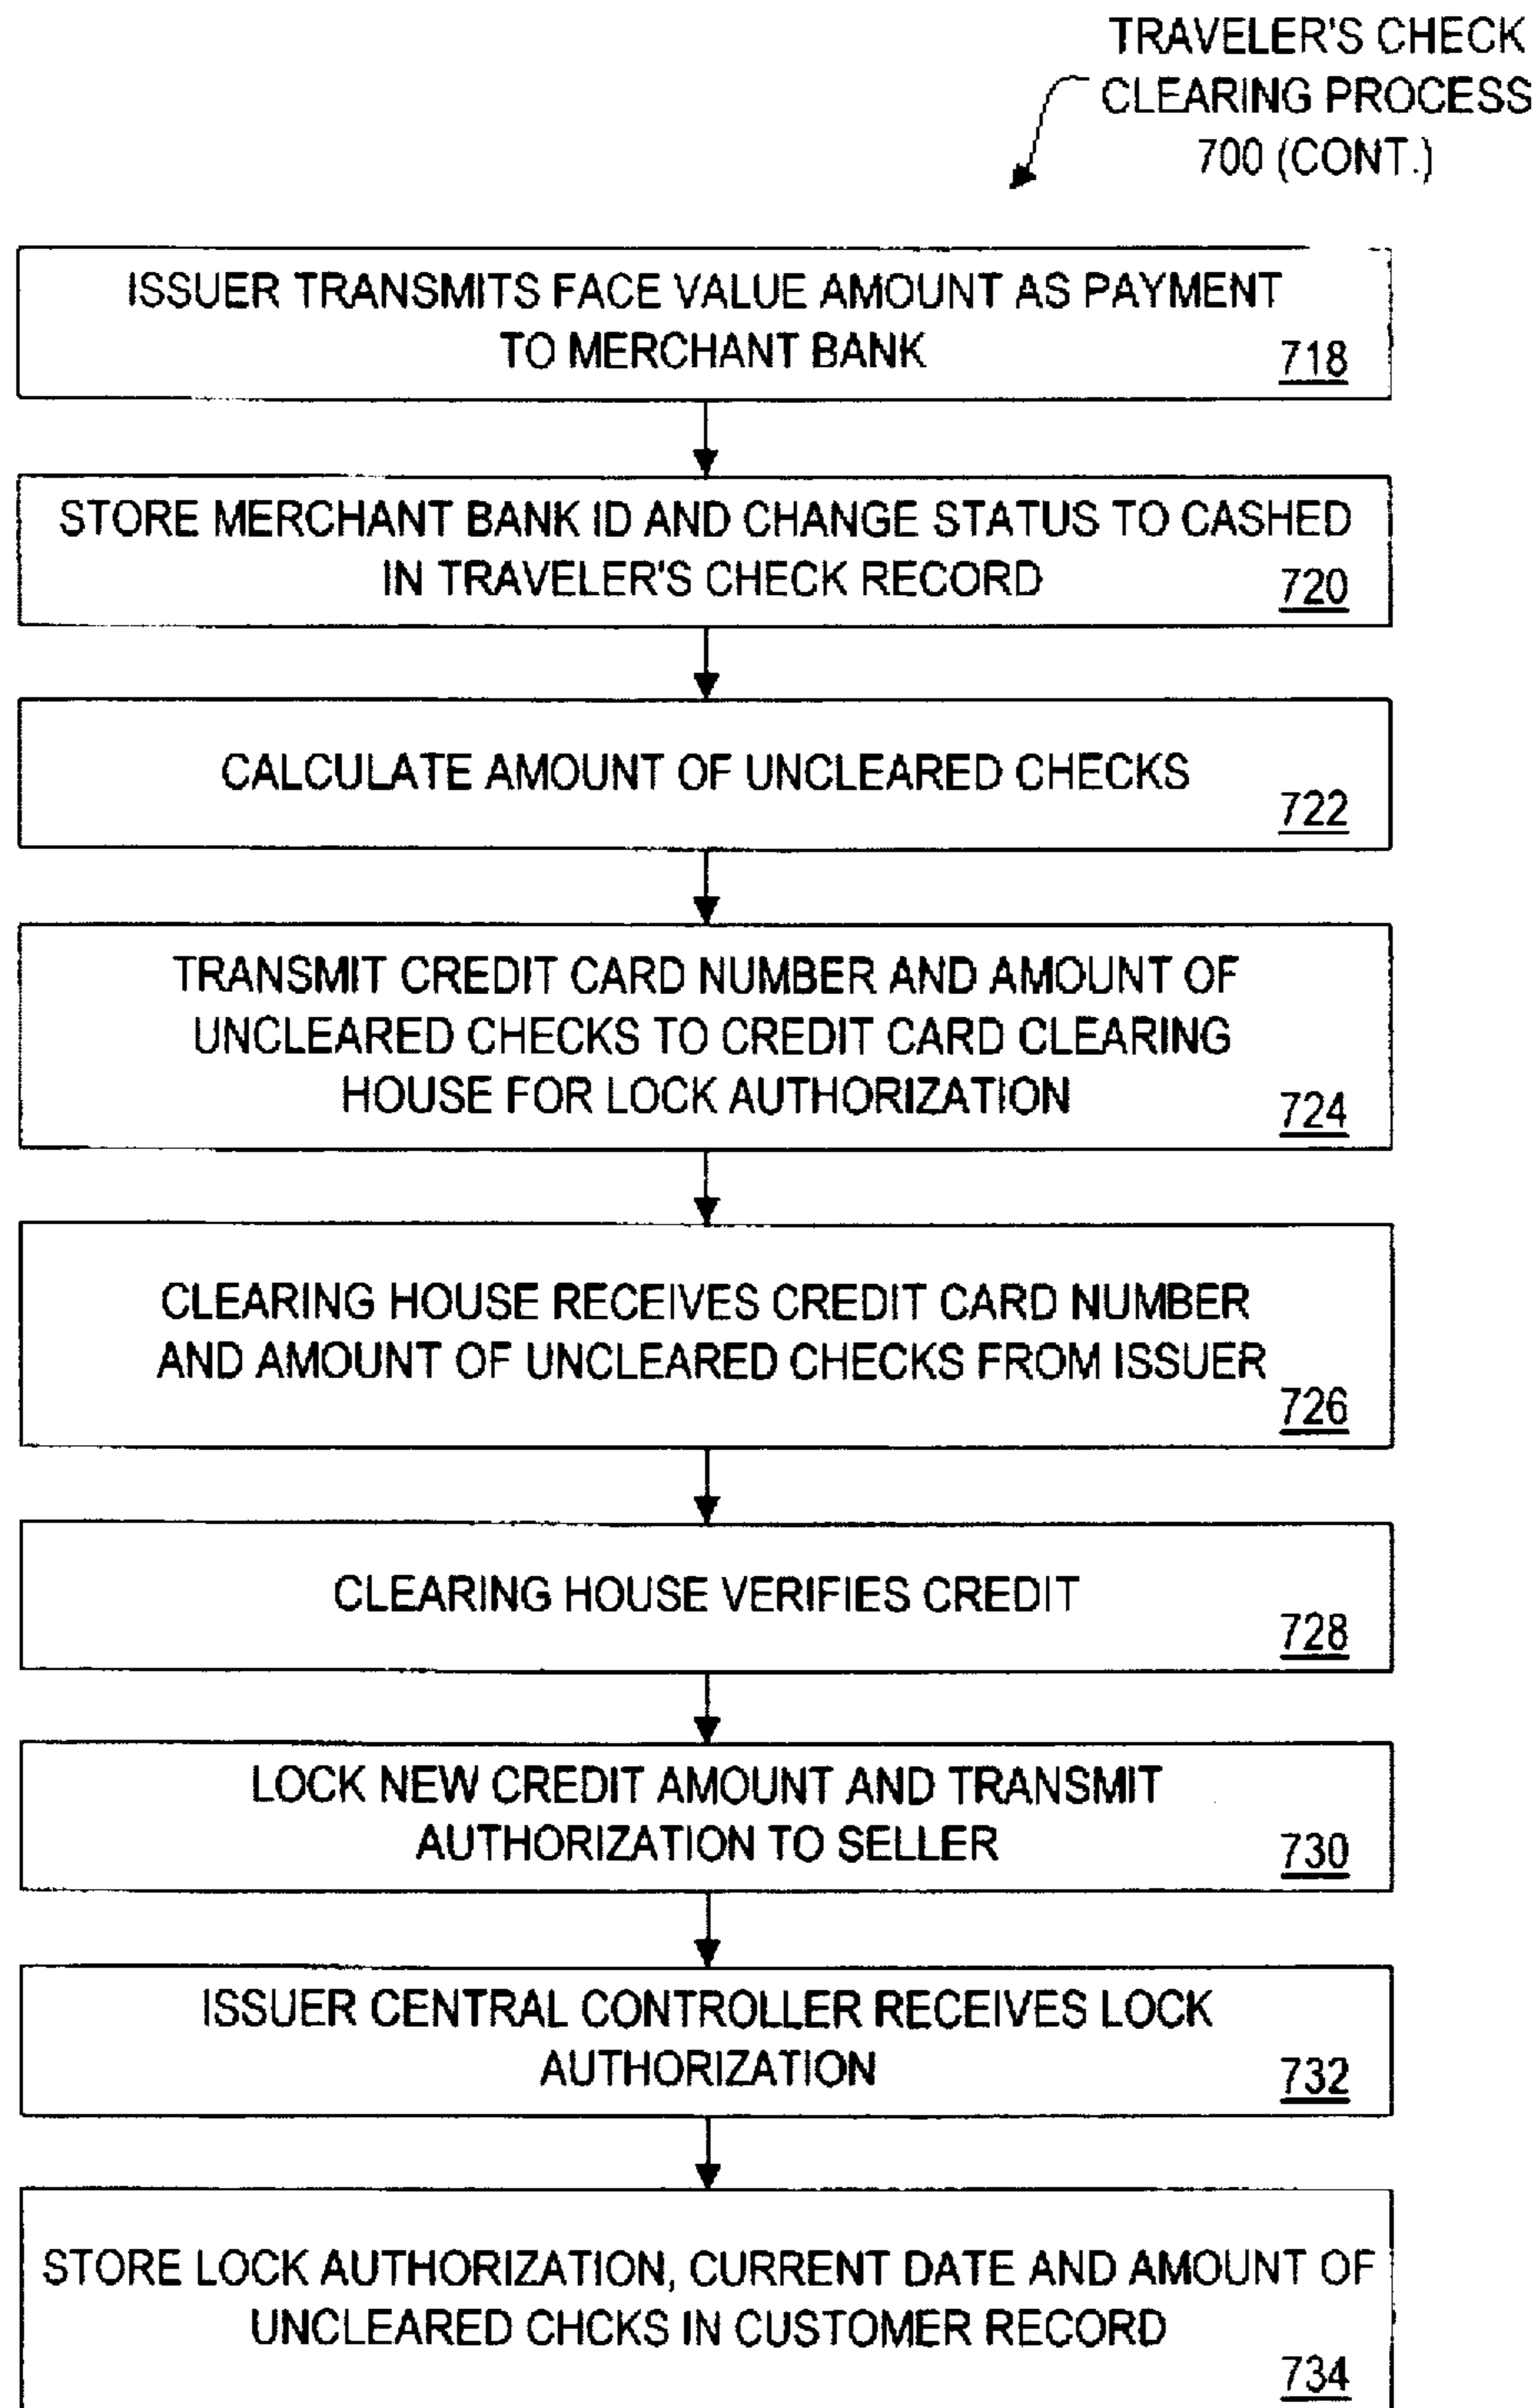 TRAVELER'S CHECK
CLEARING PROCESS
700 (CONT.)
ISSUER TRANSMITS FACE VALUE AMOUNT AS PAYMENT
TO MERCHANT BANK
718
STORE MERCHANT BANK ID AND CHANGE STATUS TO CASHED
IN TRAVELER'S CHECK RECORD
720
CALCULATE AMOUNT OF UNCLEARED CHECKS
722
TRANSMIT CREDIT CARD NUMBER AND AMOUNT OF
UNCLEARED CHECKS TO CREDIT CARD CLEARING
HOUSE FOR LOCK AUTHORIZATION
724
CLEARING HOUSE RECEIVES CREDIT CARD NUMBER
AND AMOUNT OF UNCLEARED CHECKS FROM ISSUER
726
CLEARING HOUSE VERIFIES CREDIT
728
LOCK NEW CREDIT AMOUNT AND TRANSMIT
AUTHORIZATION TO SELLER
730
ISSUER CENTRAL CONTROLLER RECEIVES LOCK
AUTHORIZATION
732
STORE LOCK AUTHORIZATION, CURRENT DATE AND AMOUNT OF
UNCLEARED CHCKS IN CUSTOMER RECORD
734